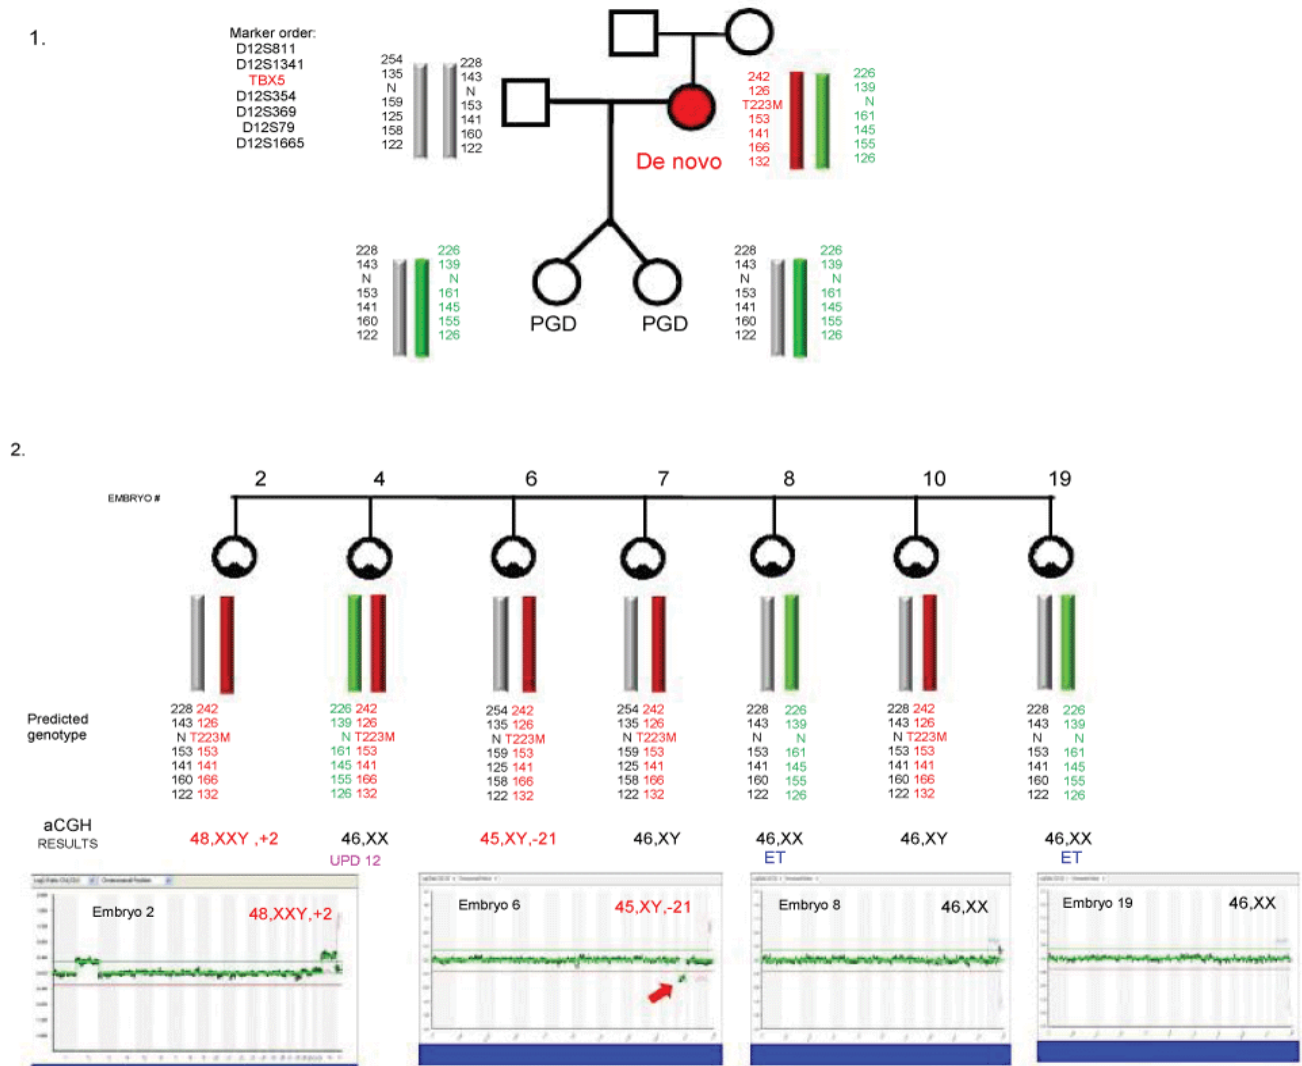 1.
Marker order:
D12S811
D12S1341
TBX5
D12S354
D12S369
D12S79
D12S1665
254
135
N
159
125
158
122
228
143
N
153
141
160
122
242
126
T223M
153
141
166
132
226
139
N
161
145
155
126
De novo
228
143
N
153
141
160
122
226
139
N
161
145
155
126
PGD
PGD
228
143
N
153
141
160
122
226
139
N
161
145
155
126
2.
EMBRYO #
2 4 6 7 8 10 19
Predicted
genotype
228 242
143 126
N T223M
153 153
141 141
160 166
122 132
226 242
139 126
N T223M
161 153
145 141
155 166
126 132
254 242
135 126
N T223M
159 153
125 141
158 166
122 132
254 242
135 126
N T223M
159 153
125 141
158 166
122 132
228 226
143 139
N N
153 161
141 145
160 155
122 126
228 242
143 126
N T223M
153 153
141 141
160 166
122 132
228 226
143 139
N N
153 161
141 145
160 155
122 126
aCGH
RESULTS
48,XXY ,+2
46,XX
UPD 12
45,XY,-21
46,XY
46,XX
ET
46,XY
46,XX
ET
Embryo 2
48,XXY,+2
Embryo 6
45,XY,-21
Embryo 8
46,XX
Embryo 19
46,XX